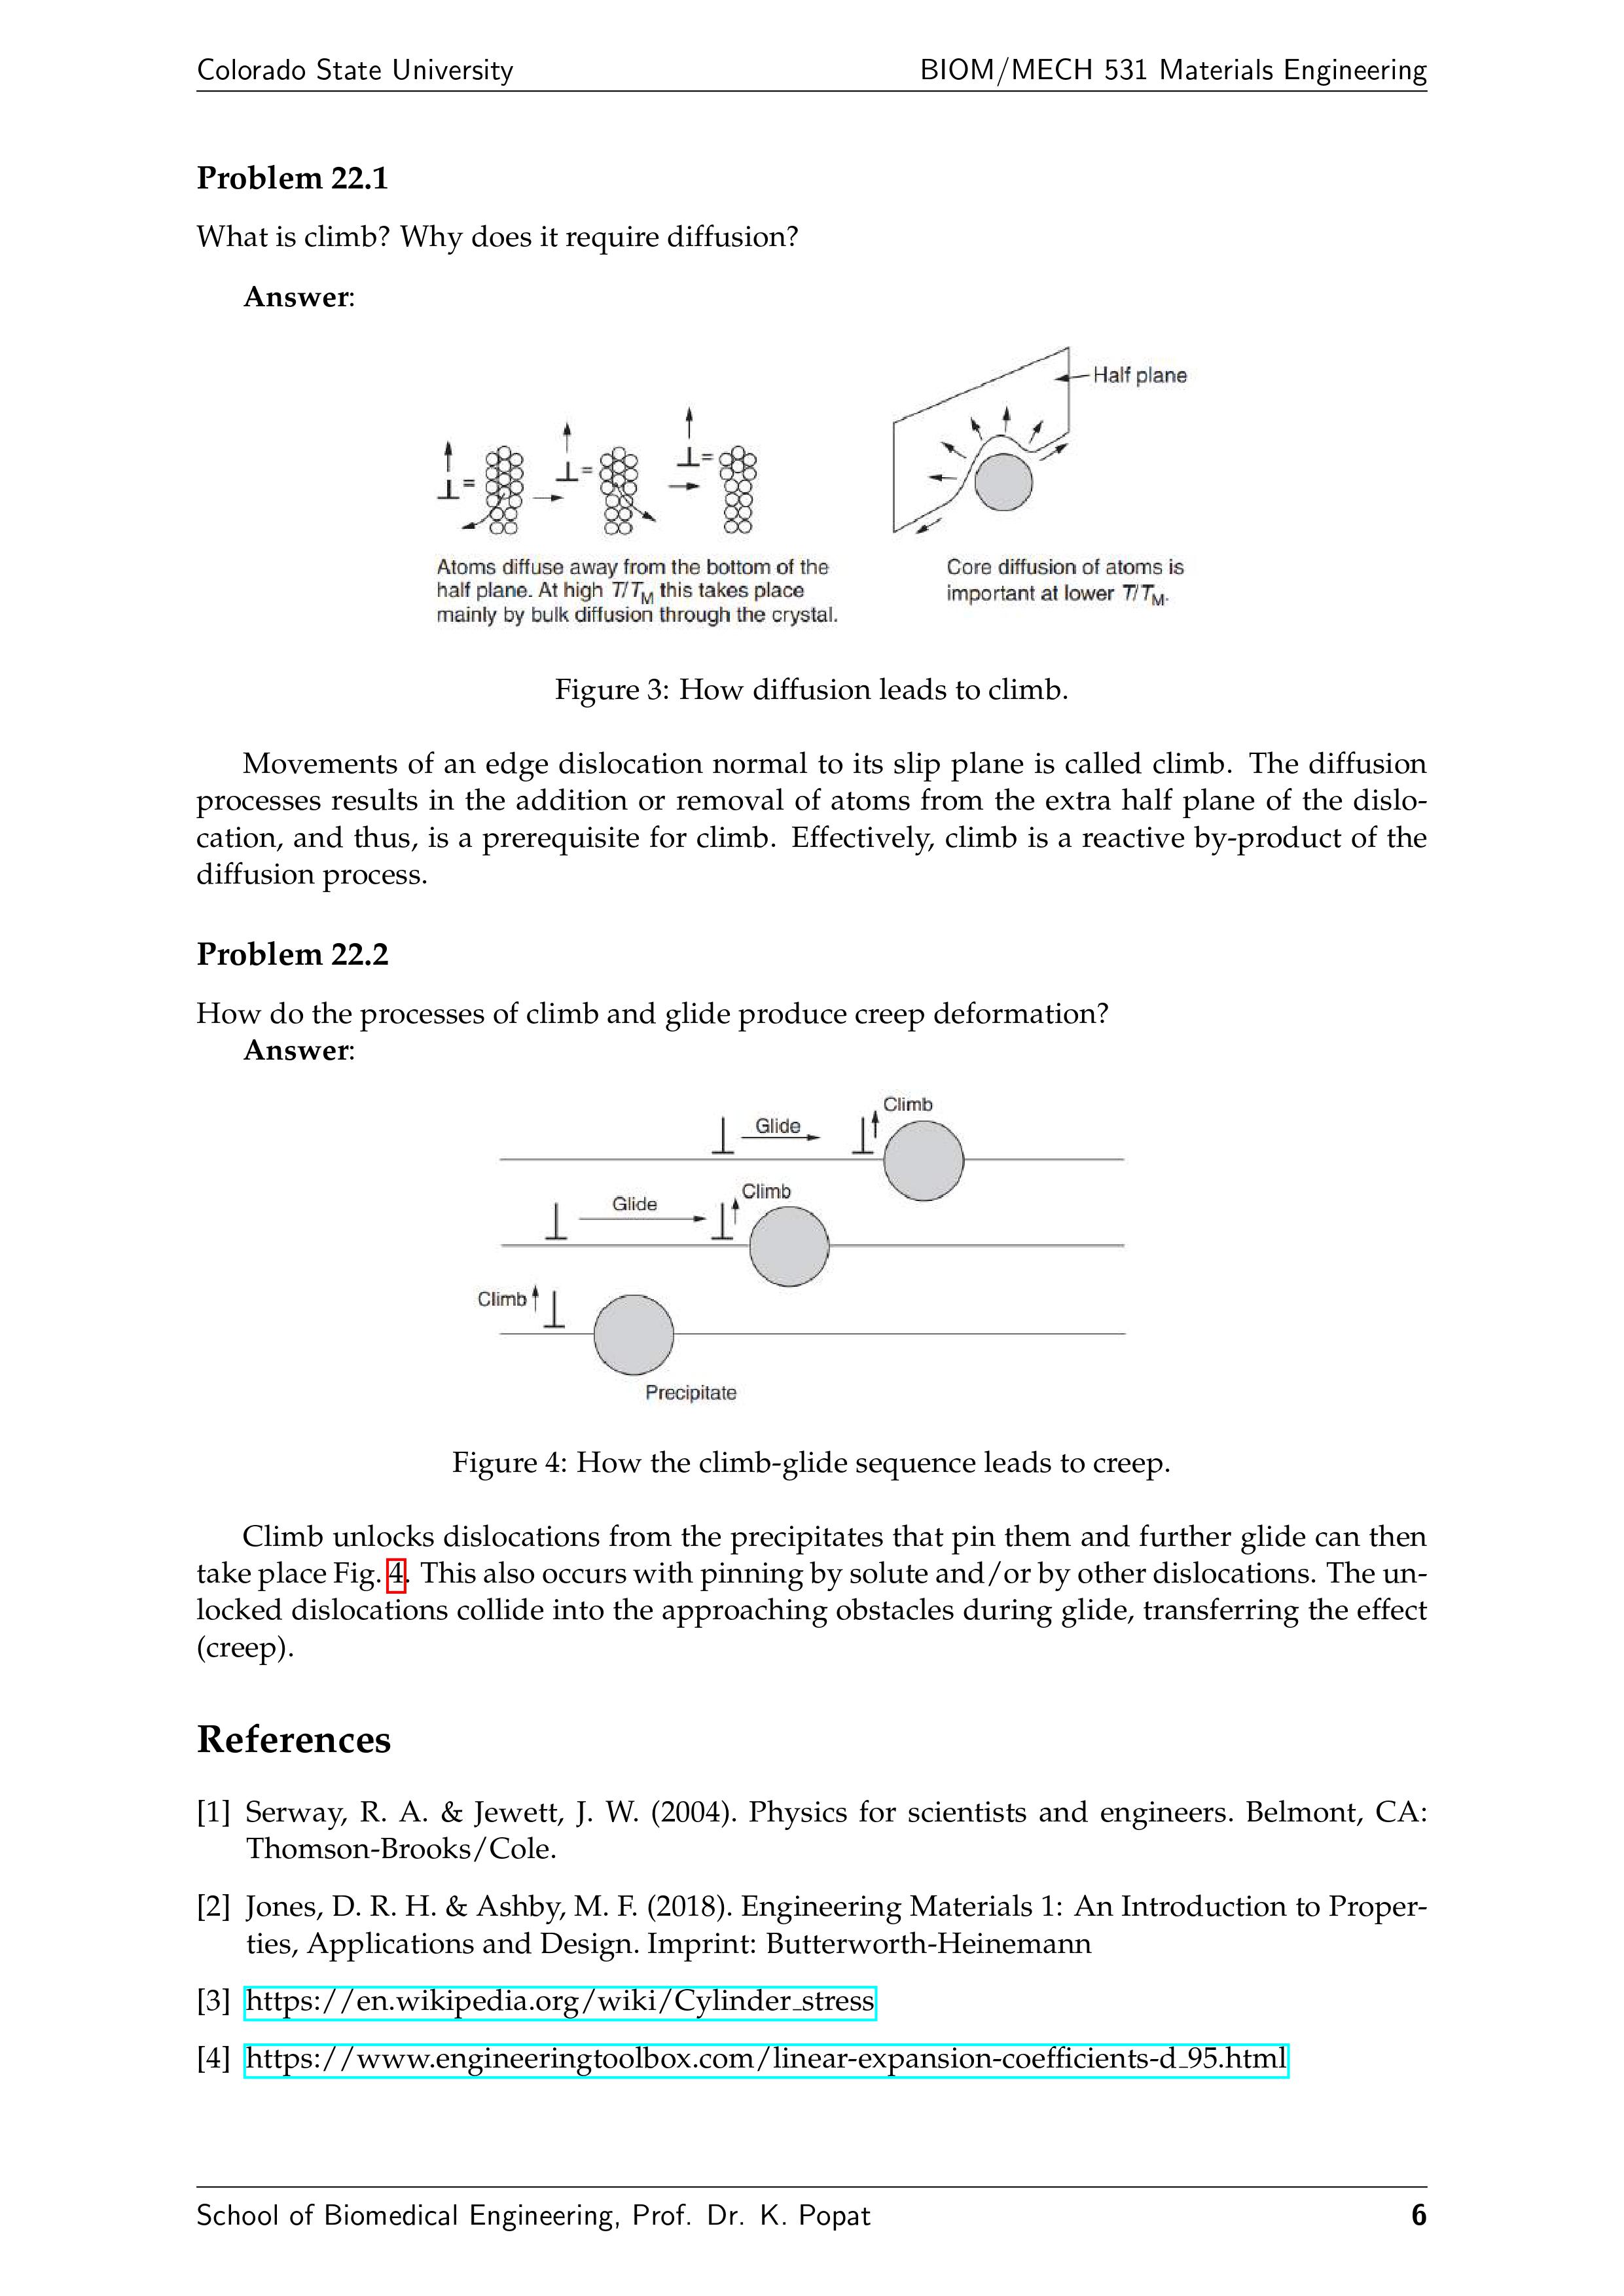 Colorado State University BIOM/MECH 531 Materials Engineering
Problem 22.1
What is climb? Why does it require diffusion?
Answer:
Half plane
⊥ = ⊥ = ⊥ =
Atoms diffuse away from the bottom of the
half plane. At high T/TM this takes place
mainly by bulk diffusion through the crystal.
Core diffusion of atoms is
important at lower T/TM.
Figure 3: How diffusion leads to climb.
Movements of an edge dislocation normal to its slip plane is called climb. The diffusion
processes results in the addition or removal of atoms from the extra half plane of the dislo-
cation, and thus, is a prerequisite for climb. Effectively, climb is a reactive by-product of the
diffusion process.
Problem 22.2
How do the processes of climb and glide produce creep deformation?
Answer:
Climb
Glide
Climb
Glide
Climb
Precipitate
Figure 4: How the climb-glide sequence leads to creep.
Climb unlocks dislocations from the precipitates that pin them and further glide can then
take place Fig. 4. This also occurs with pinning by solute and/or by other dislocations. The un-
locked dislocations collide into the approaching obstacles during glide, transferring the effect
(creep).
References
[1] Serway, R. A. & Jewett, J. W. (2004). Physics for scientists and engineers. Belmont, CA:
Thomson-Brooks/Cole.
[2] Jones, D. R. H. & Ashby, M. F. (2018). Engineering Materials 1: An Introduction to Proper-
ties, Applications and Design. Imprint: Butterworth-Heinemann
[3] https://en.wikipedia.org/wiki/Cylinder_stress
[4] https://www.engineeringtoolbox.com/linear-expansion-coefficients-d_95.html
School of Biomedical Engineering, Prof. Dr. K. Popat 6